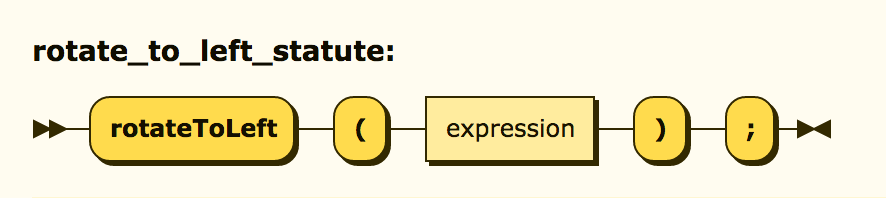 rotate_to_left_statute:
rotateToLeft ( expression ) ;